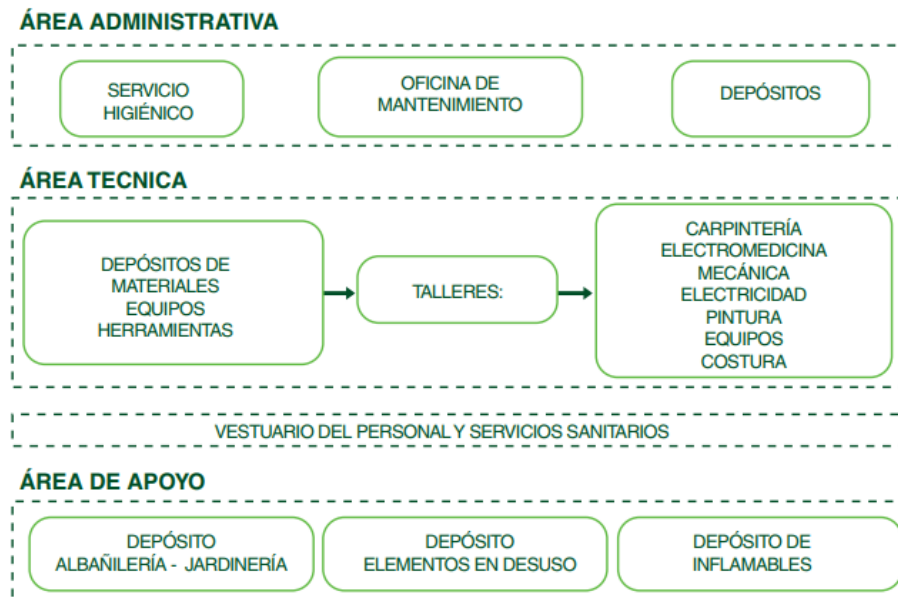 ÁREA ADMINISTRATIVA
SERVICIO
HIGIÉNICO
OFICINA DE
MANTENIMIENTO
DEPÓSITOS
ÁREA TECNICA
DEPÓSITOS DE
MATERIALES
EQUIPOS
HERRAMIENTAS
TALLERES:
CARPINTERÍA
ELECTROMEDICINA
MECÁNICA
ELECTRICIDAD
PINTURA
EQUIPOS
COSTURA
VESTUARIO DEL PERSONAL Y SERVICIOS SANITARIOS
ÁREA DE APOYO
DEPÓSITO
ALBAÑILERÍA - JARDINERÍA
DEPÓSITO
ELEMENTOS EN DESUSO
DEPÓSITO DE
INFLAMABLES